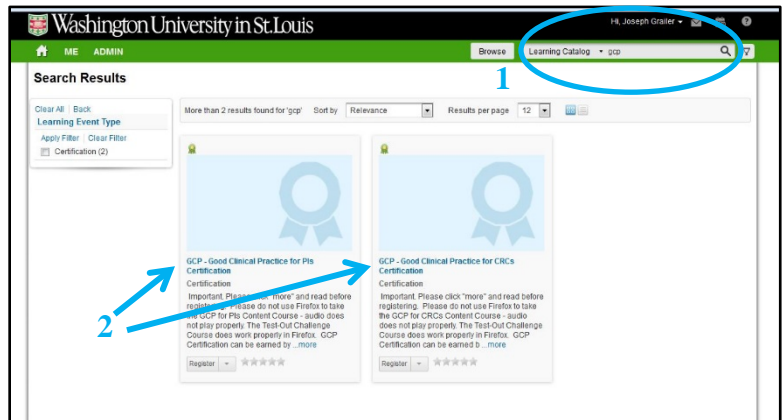 Washington University in St.Louis
Hi, Joseph Grailer
ME ADMIN
Browse Learning Catalog gcp
1
Search Results
Clear All | Back
Learning Event Type
Apply Filter | Clear Filter
Certification (2)
More than 2 results found for 'gcp' Sort by Relevance Results per page 12
GCP - Good Clinical Practice for PIs
Certification
Certification
Important. Please click "more" and read before
registering. Please do not use Firefox to take
the GCP for PIs Content Course - audio does
not play properly. The Test-Out Challenge
Course does work properly in Firefox. GCP
Certification can be earned by ...more
Register
GCP - Good Clinical Practice for CRCs
Certification
Certification
Important. Please click "more" and read before
registering. Please do not use Firefox to take
the GCP for CRCs Content Course - audio
does not play properly. The Test-Out Challenge
Course does work properly in Firefox. GCP
Certification can be earned b ...more
Register
2